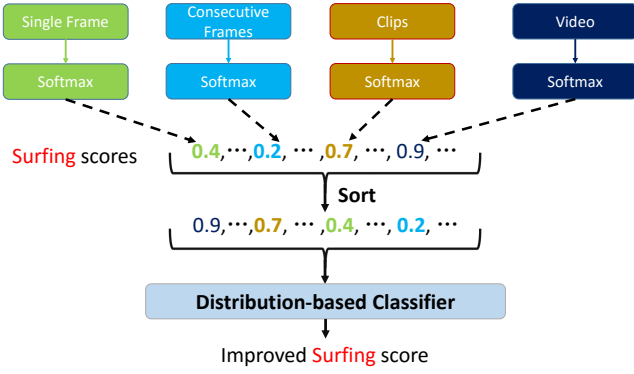 Single Frame
Consecutive
Frames
Clips
Video
Softmax
Softmax
Softmax
Softmax
Surfing scores
0.4, ···, 0.2, ··· , 0.7, ···, 0.9, ···
Sort
0.9, ···, 0.7, ··· , 0.4, ···, 0.2, ···
Distribution-based Classifier
Improved Surfing score